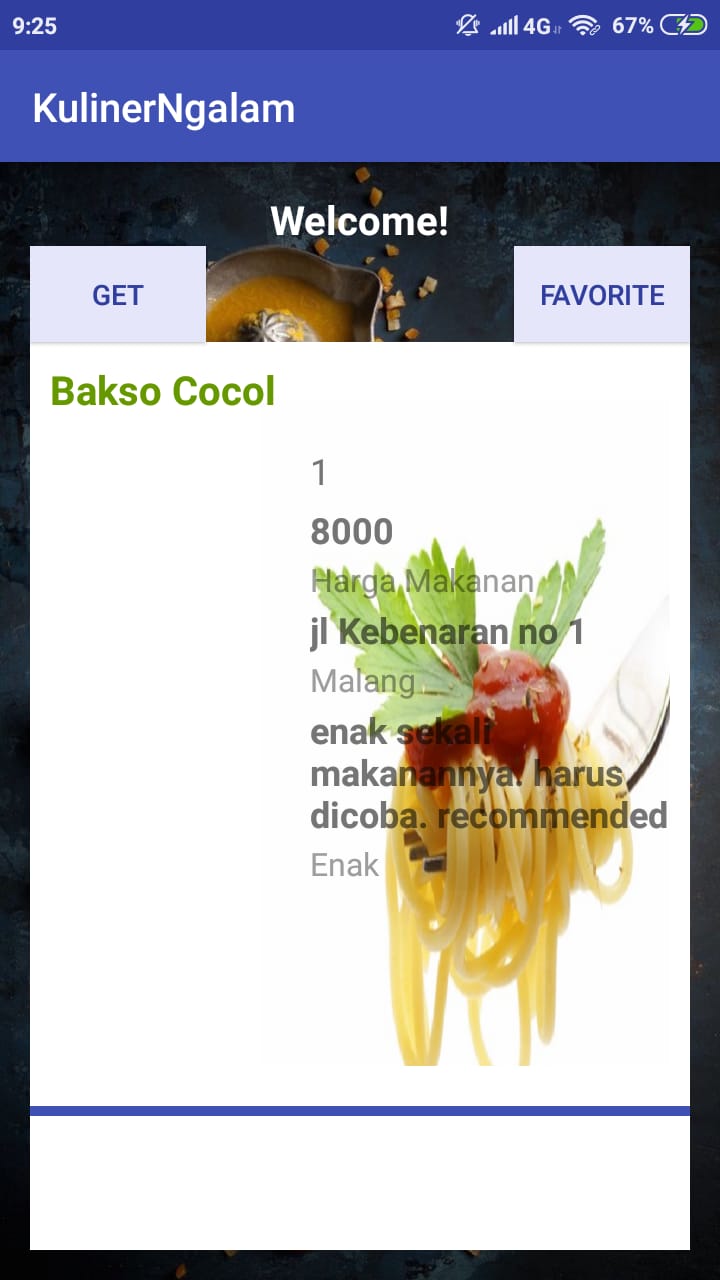 9:25
4G 67%
KulinerNgalam
Welcome!
GET
FAVORITE
Bakso Cocol
1
8000
Harga Makanan
jl Kebenaran no 1
Malang
enak sekali
makanannya. harus
dicoba. recommended
Enak